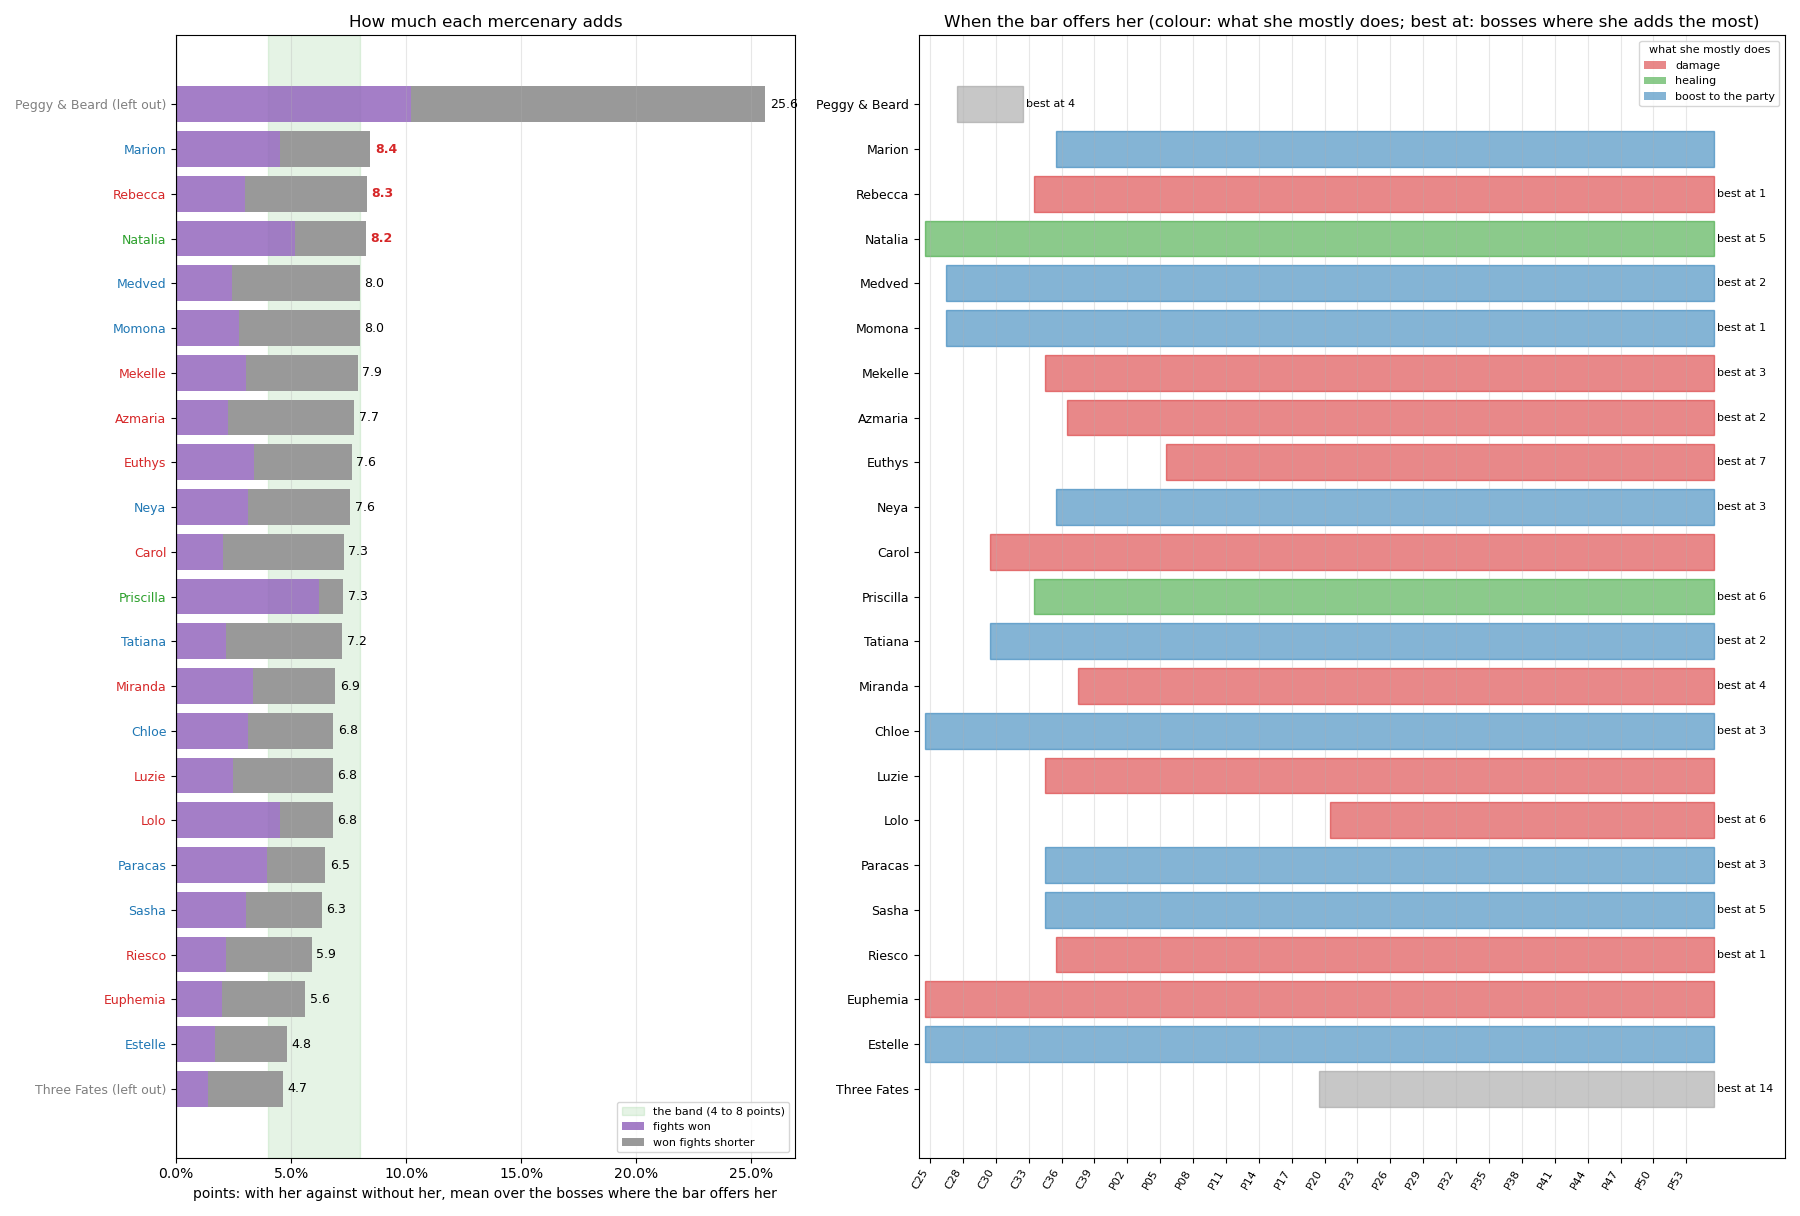 How much each mercenary adds
Peggy & Beard (left out)
25.6
Marion
8.4
Rebecca
8.3
Natalia
8.2
Medved
8.0
Momona
8.0
Mekelle
7.9
Azmaria
7.7
Euthys
7.6
Neya
7.6
Carol
7.3
Priscilla
7.3
Tatiana
7.2
Miranda
6.9
Chloe
6.8
Luzie
6.8
Lolo
6.8
Paracas
6.5
Sasha
6.3
Riesco
5.9
Euphemia
5.6
Estelle
4.8
Three Fates (left out)
4.7
the band (4 to 8 points)
fights won
won fights shorter
0.0% 5.0% 10.0% 15.0% 20.0% 25.0%
points: with her against without her, mean over the bosses where the bar offers her
When the bar offers her (colour: what she mostly does; best at: bosses where she adds the most)
what she mostly does
damage
healing
boost to the party
Peggy & Beard
best at 4
Marion
Rebecca
best at 1
Natalia
best at 5
Medved
best at 2
Momona
best at 1
Mekelle
best at 3
Azmaria
best at 2
Euthys
best at 7
Neya
best at 3
Carol
Priscilla
best at 6
Tatiana
best at 2
Miranda
best at 4
Chloe
best at 3
Luzie
Lolo
best at 6
Paracas
best at 3
Sasha
best at 5
Riesco
best at 1
Euphemia
Estelle
Three Fates
best at 14
C25 C28 C30 C33 C36 C39 P02 P05 P08 P11 P14 P17 P20 P23 P26 P29 P32 P35 P38 P41 P44 P47 P50 P53